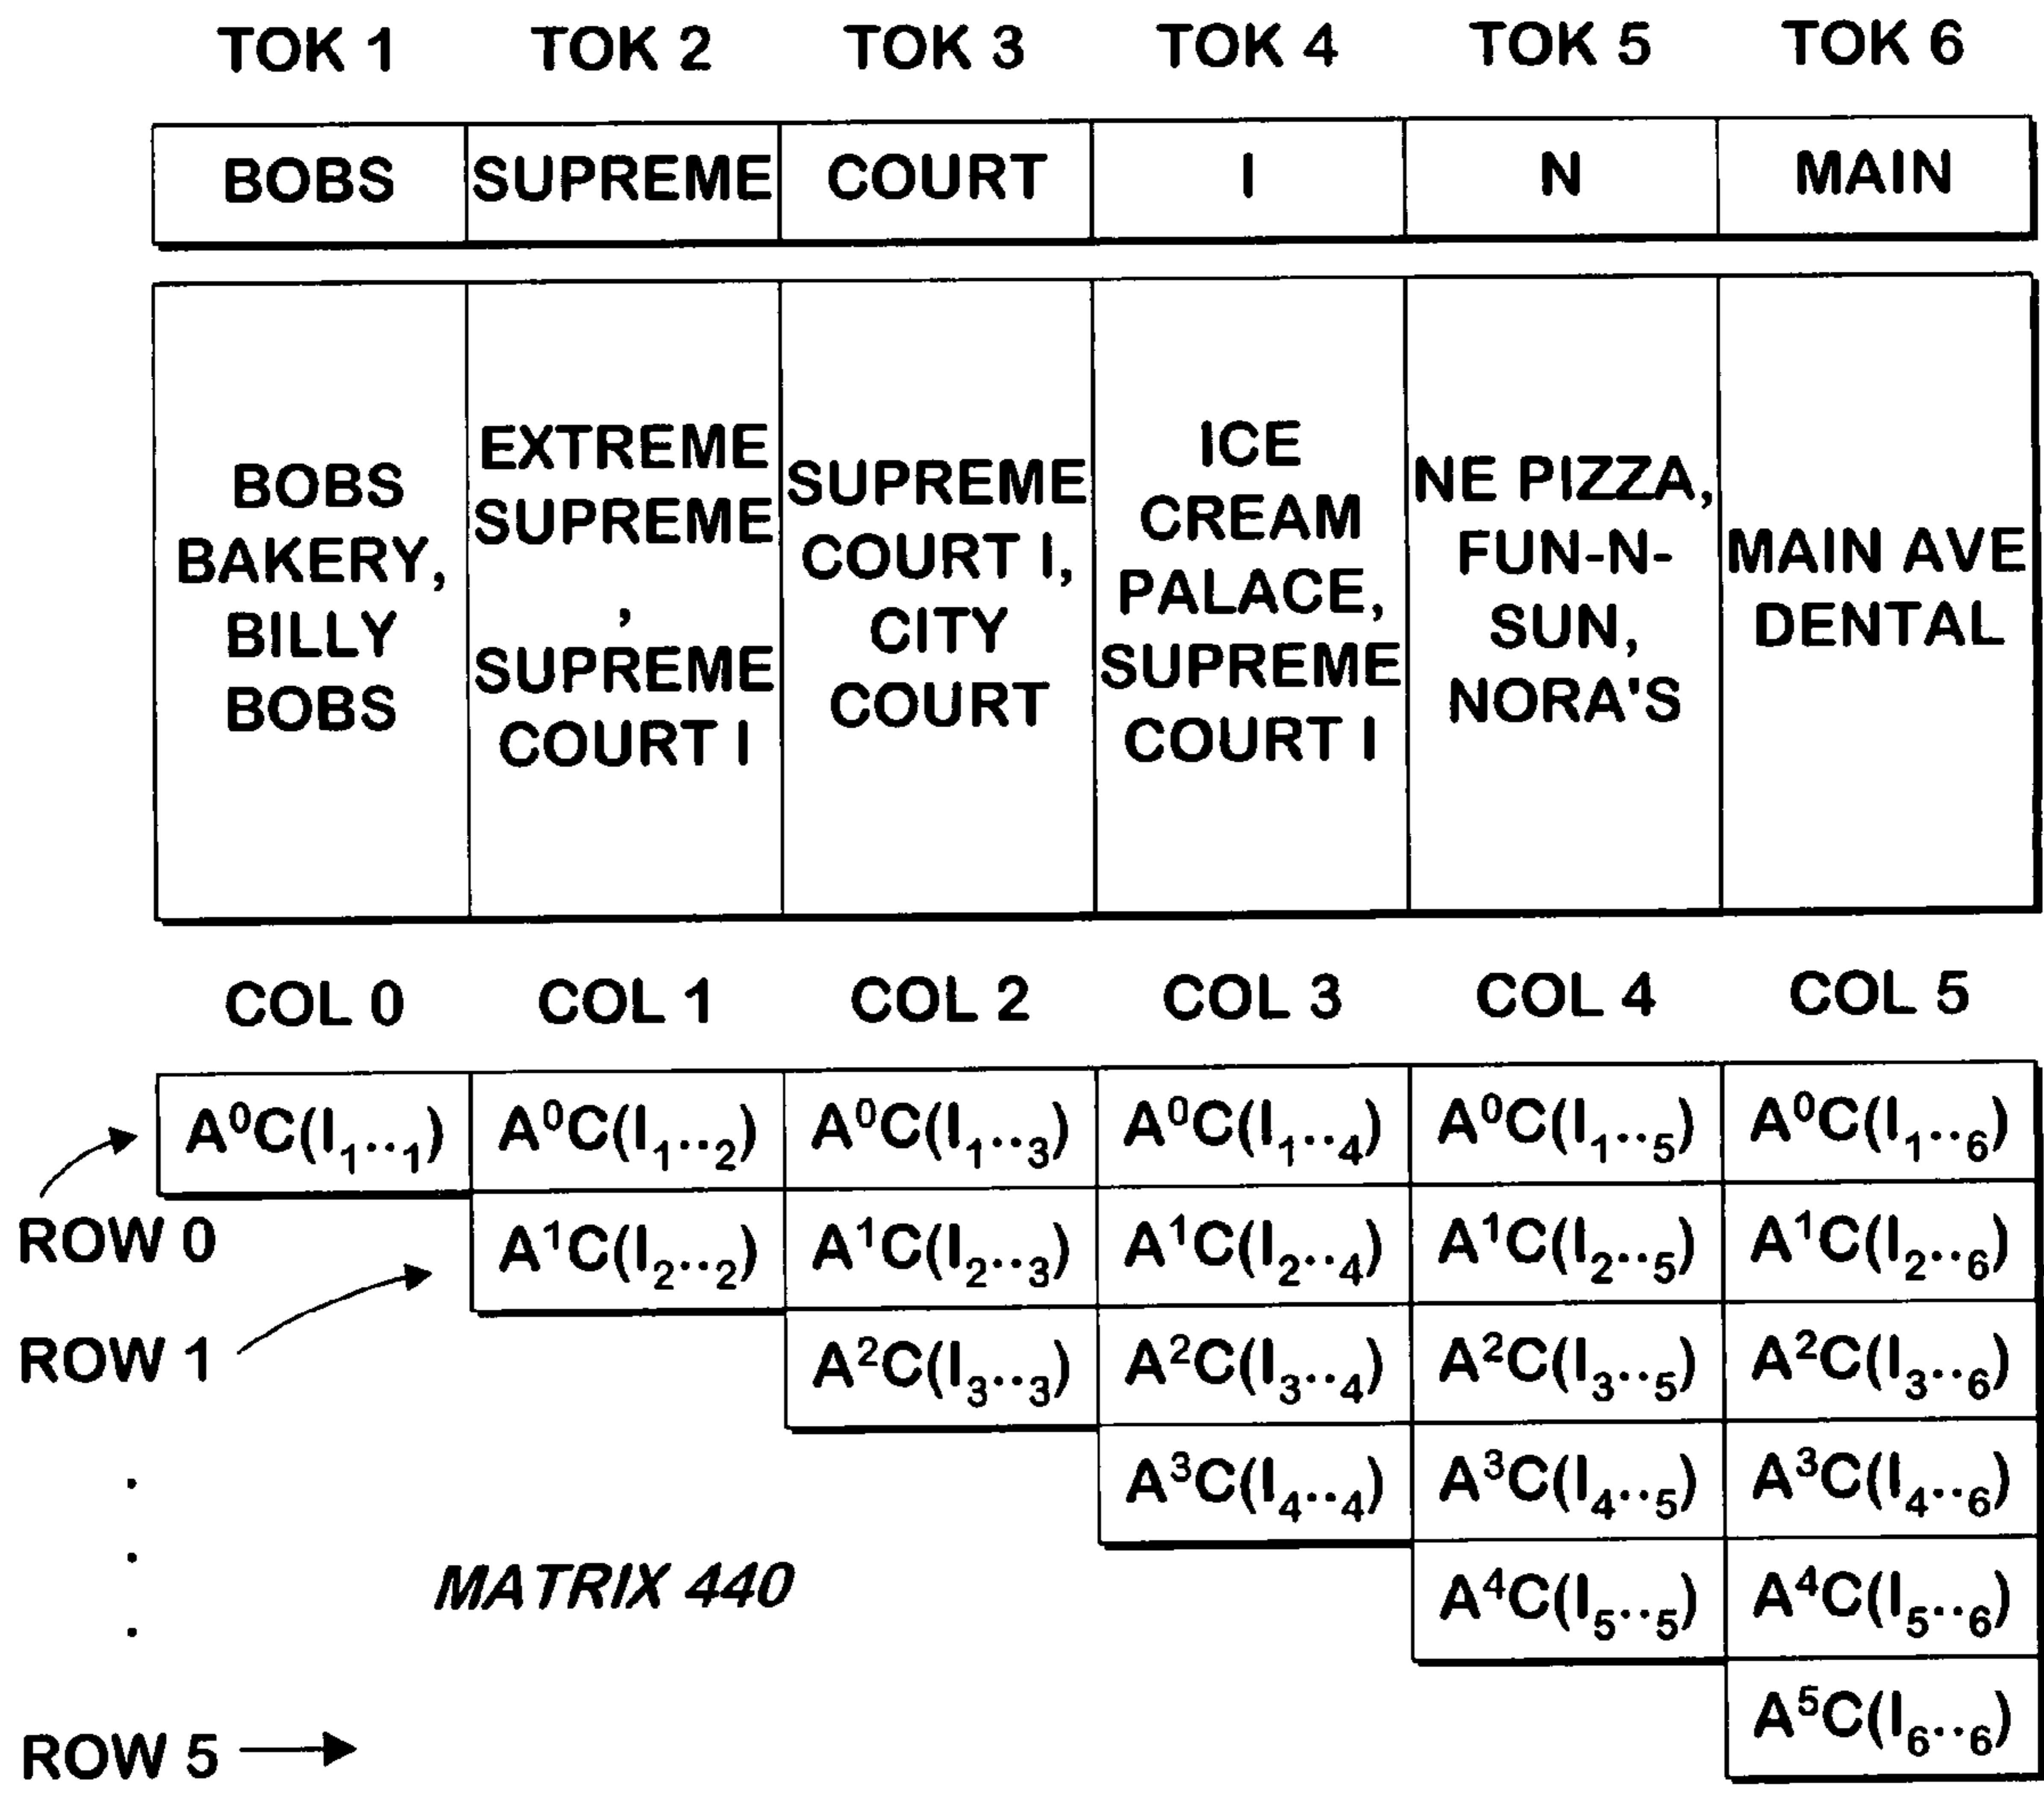 TOK 1 TOK 2 TOK 3 TOK 4 TOK 5 TOK 6
BOBS SUPREME COURT I N MAIN
BOBS
BAKERY,
BILLY
BOBS
EXTREME
SUPREME
,
SUPREME
COURT I
SUPREME
COURT I,
CITY
COURT
ICE
CREAM
PALACE,
SUPREME
COURT I
NE PIZZA,
FUN-N-
SUN,
NORA'S
MAIN AVE
DENTAL
COL 0 COL 1 COL 2 COL 3 COL 4 COL 5
A⁰C(I₁..₁) A⁰C(I₁..₂) A⁰C(I₁..₃) A⁰C(I₁..₄) A⁰C(I₁..₅) A⁰C(I₁..₆)
ROW 0
A¹C(I₂..₂) A¹C(I₂..₃) A¹C(I₂..₄) A¹C(I₂..₅) A¹C(I₂..₆)
ROW 1
A²C(I₃..₃) A²C(I₃..₄) A²C(I₃..₅) A²C(I₃..₆)
A³C(I₄..₄) A³C(I₄..₅) A³C(I₄..₆)
MATRIX 440
A⁴C(I₅..₅) A⁴C(I₅..₆)
ROW 5
A⁵C(I₆..₆)